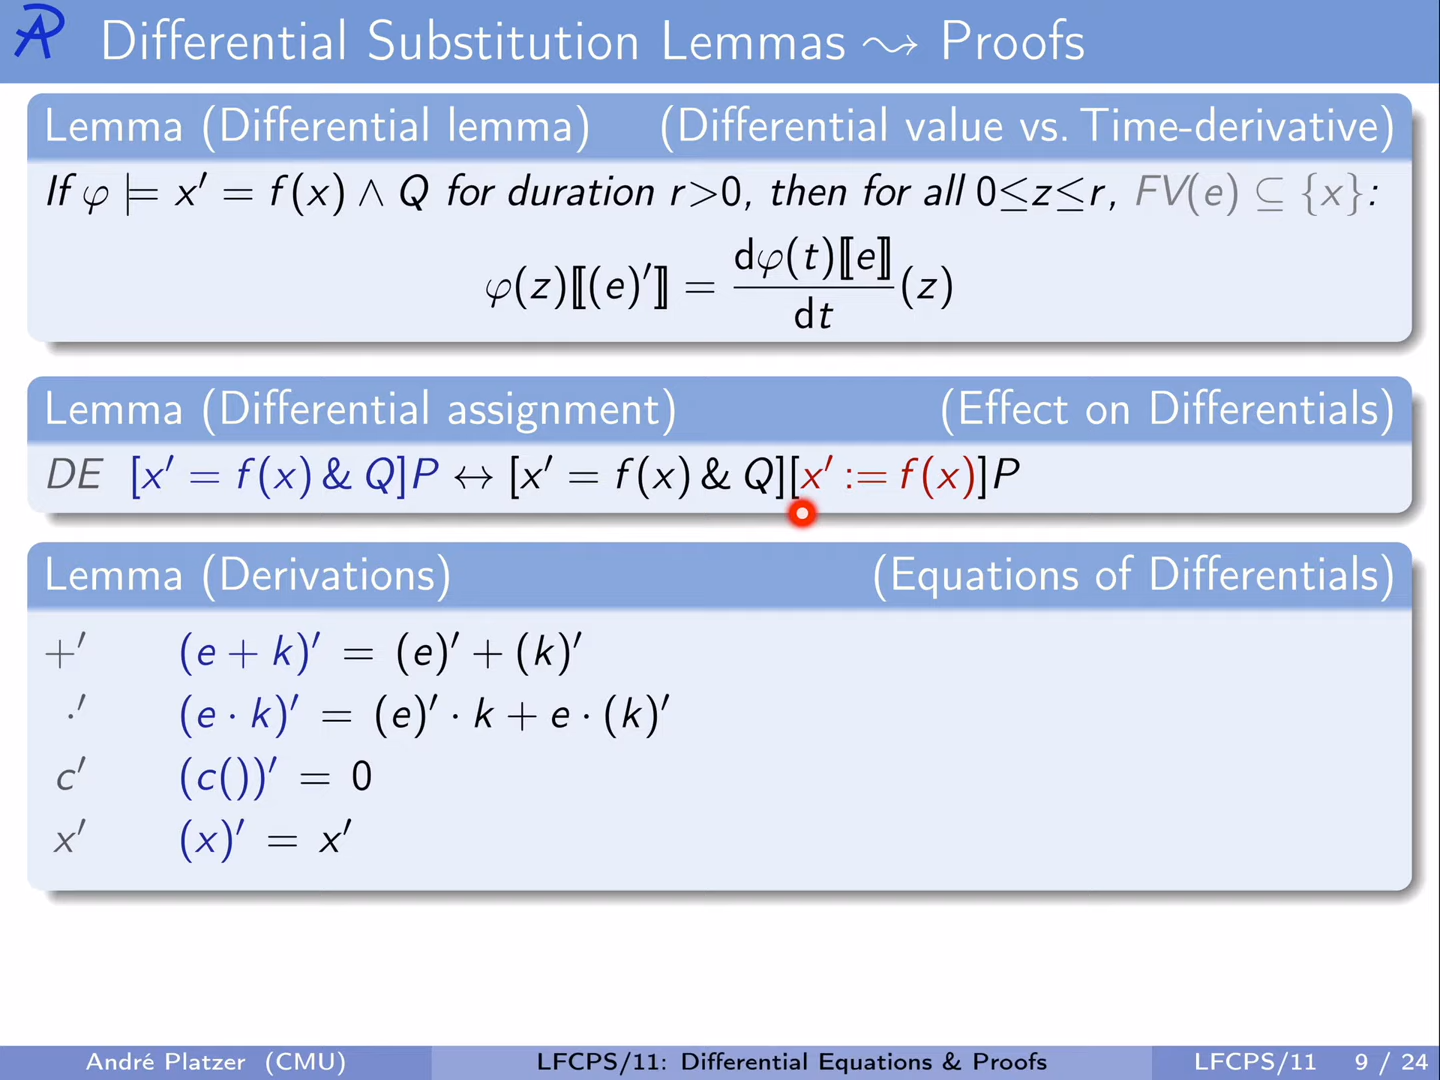 Differential Substitution Lemmas ⤳ Proofs
Lemma (Differential lemma) (Differential value vs. Time-derivative)
If φ ⊨ x′ = f(x) ∧ Q for duration r>0, then for all 0≤z≤r, FV(e) ⊆ {x}:
φ(z)⟦(e)′⟧ = dφ(t)⟦e⟧/dt (z)
Lemma (Differential assignment) (Effect on Differentials)
DE [x′ = f(x) & Q]P ↔ [x′ = f(x) & Q][x′ := f(x)]P
Lemma (Derivations) (Equations of Differentials)
+′ (e + k)′ = (e)′ + (k)′
·′ (e · k)′ = (e)′ · k + e · (k)′
c′ (c())′ = 0
x′ (x)′ = x′
André Platzer (CMU) LFCPS/11: Differential Equations & Proofs LFCPS/11 9 / 24